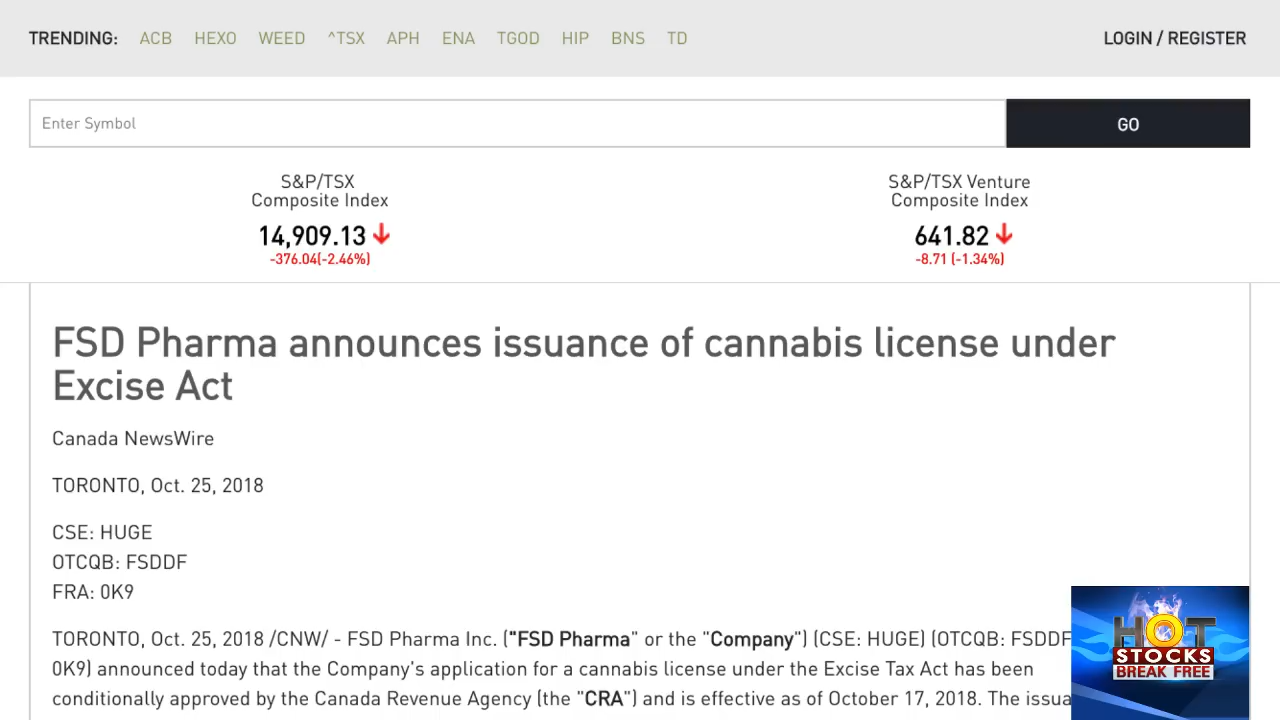 TRENDING: ACB HEXO WEED ^TSX APH ENA TGOD HIP BNS TD LOGIN / REGISTER
Enter Symbol GO
S&P/TSX
Composite Index
14,909.13
-376.04(-2.46%)
S&P/TSX Venture
Composite Index
641.82
-8.71 (-1.34%)
FSD Pharma announces issuance of cannabis license under
Excise Act
Canada NewsWire
TORONTO, Oct. 25, 2018
CSE: HUGE
OTCQB: FSDDF
FRA: 0K9
TORONTO, Oct. 25, 2018 /CNW/ - FSD Pharma Inc. ("FSD Pharma" or the "Company") (CSE: HUGE) (OTCQB: FSDDF
0K9) announced today that the Company's application for a cannabis license under the Excise Tax Act has been
conditionally approved by the Canada Revenue Agency (the "CRA") and is effective as of October 17, 2018. The issua
HOT
STOCKS
BREAK FREE